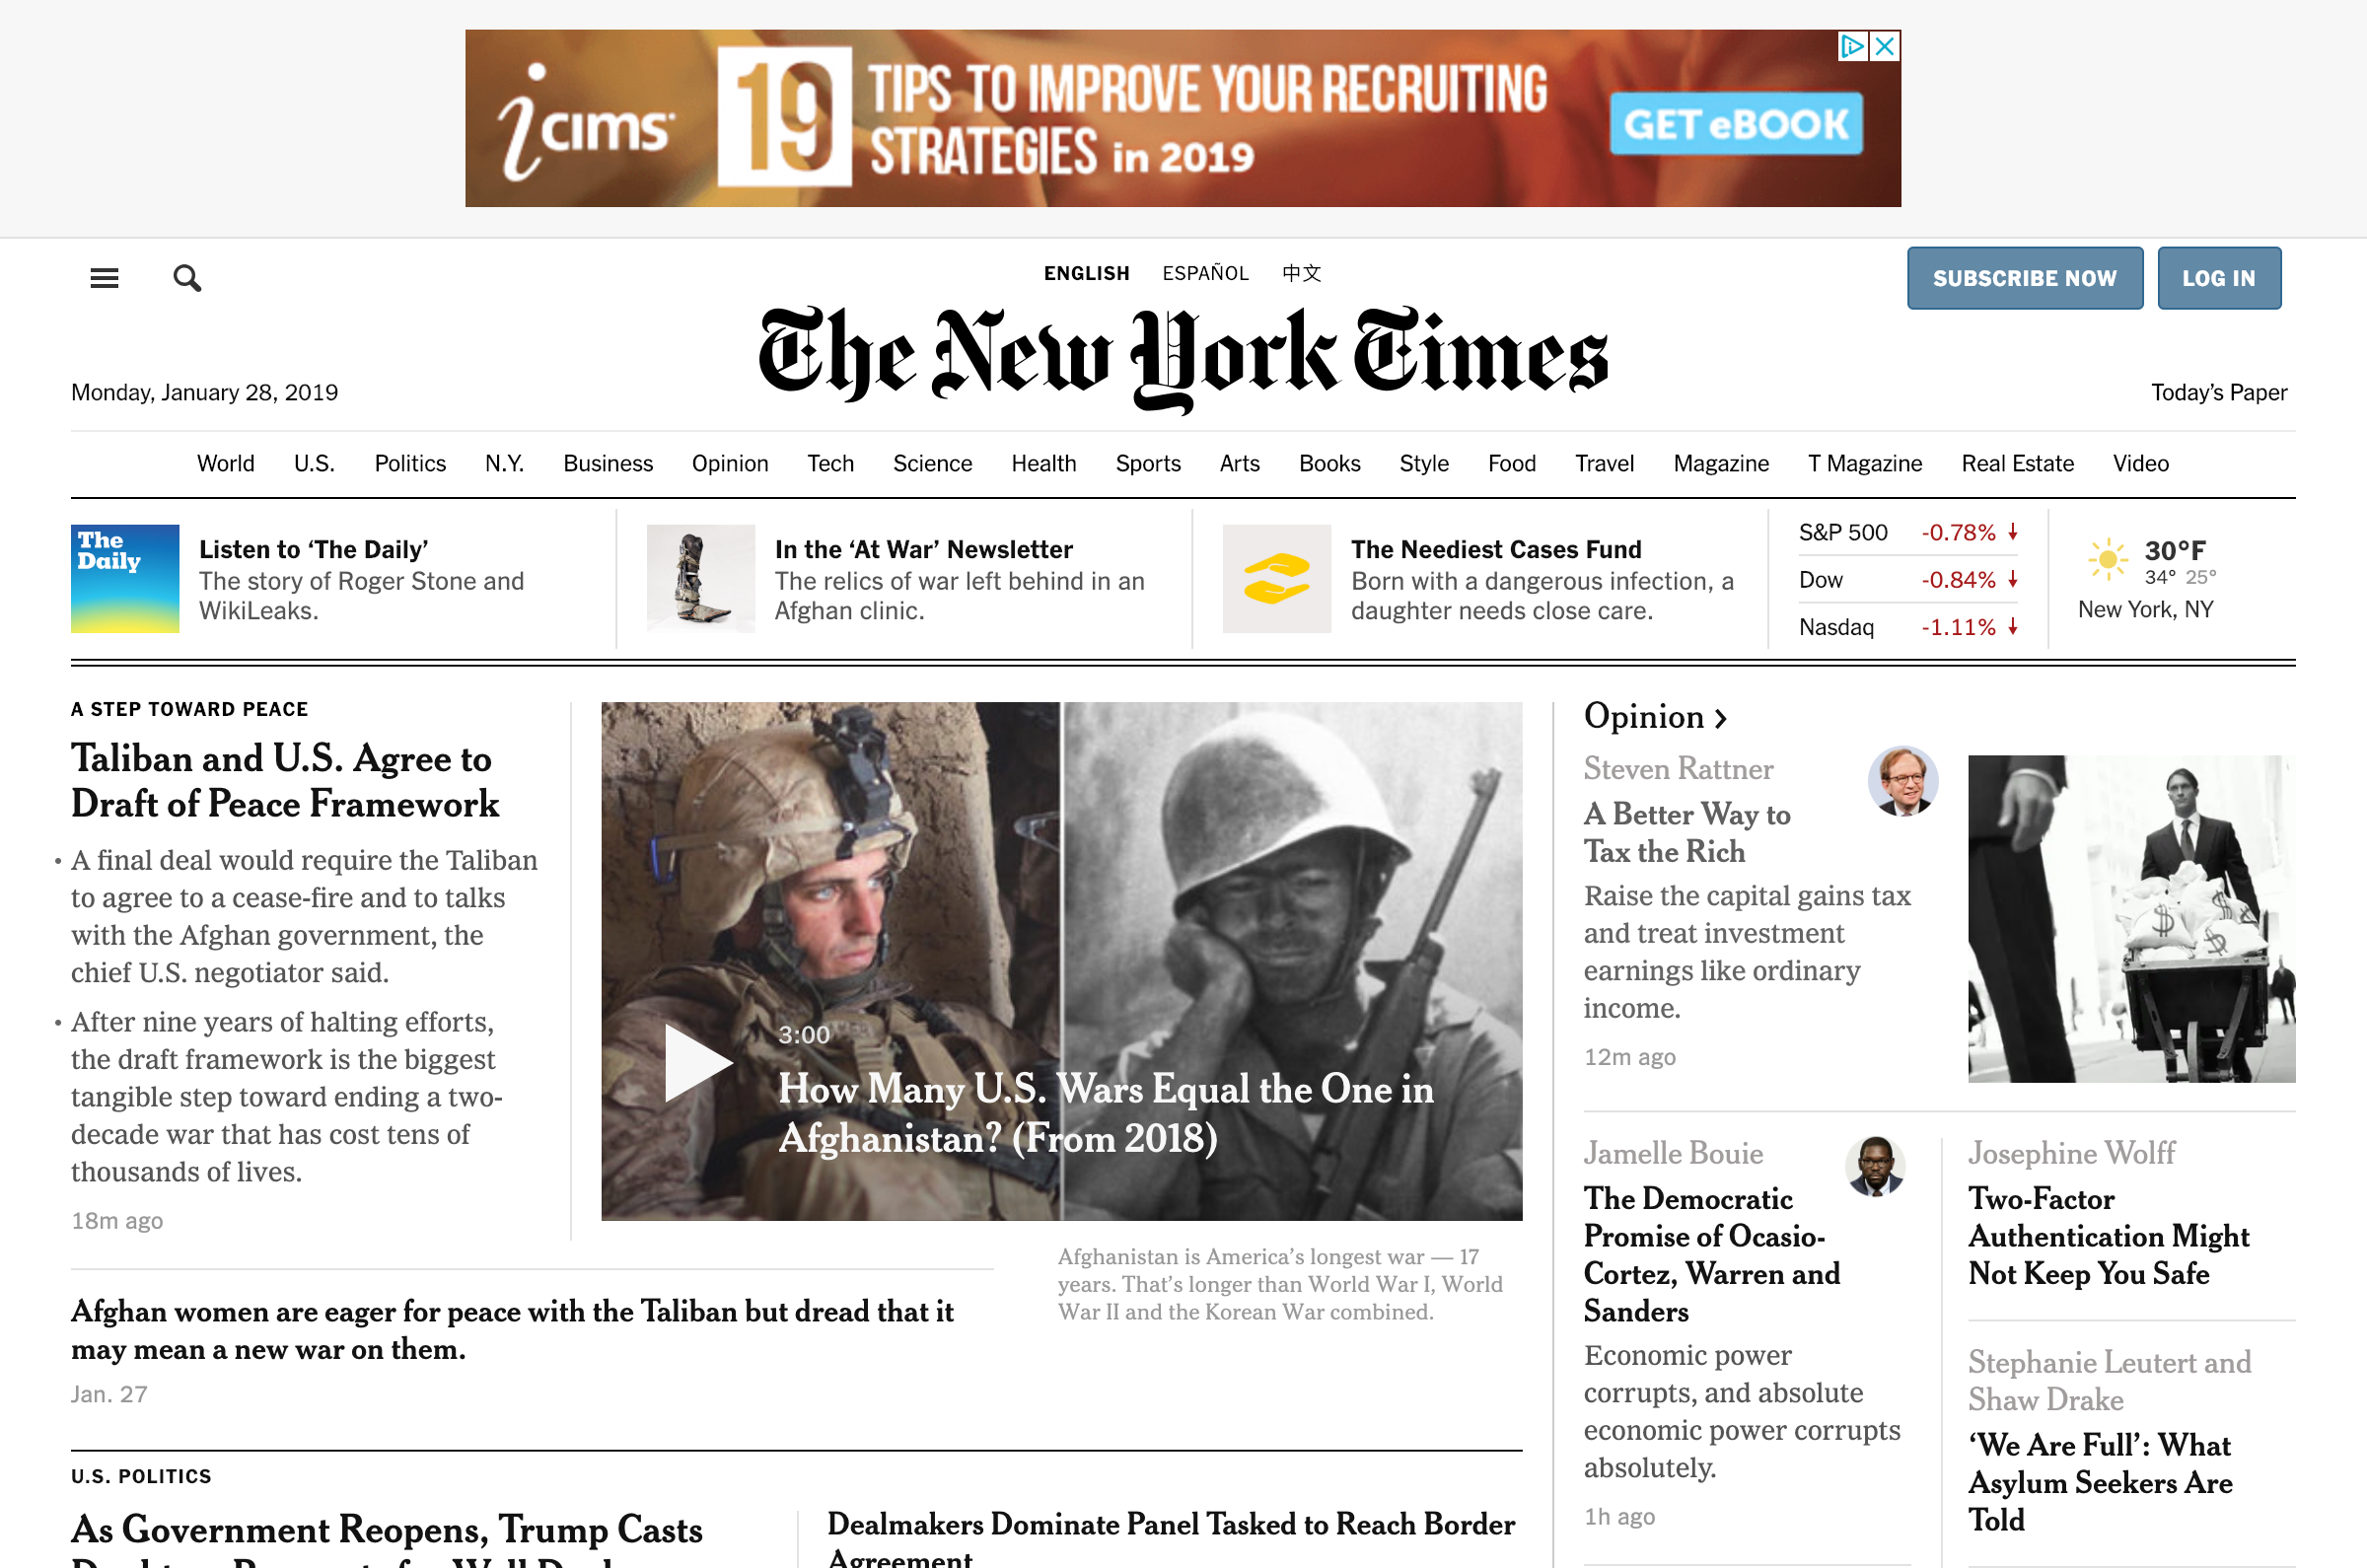 iCIMS
19
TIPS TO IMPROVE YOUR RECRUITING
STRATEGIES in 2019
GET eBOOK
ENGLISH ESPAÑOL 中文
SUBSCRIBE NOW
LOG IN
The New York Times
Monday, January 28, 2019
Today’s Paper
World U.S. Politics N.Y. Business Opinion Tech Science Health Sports Arts Books Style Food Travel Magazine T Magazine Real Estate Video
The
Daily
Listen to ‘The Daily’
The story of Roger Stone and
WikiLeaks.
In the ‘At War’ Newsletter
The relics of war left behind in an
Afghan clinic.
The Neediest Cases Fund
Born with a dangerous infection, a
daughter needs close care.
S&P 500 -0.78% ↓
Dow -0.84% ↓
Nasdaq -1.11% ↓
30°F
34° 25°
New York, NY
A STEP TOWARD PEACE
Taliban and U.S. Agree to
Draft of Peace Framework
• A final deal would require the Taliban
to agree to a cease-fire and to talks
with the Afghan government, the
chief U.S. negotiator said.
• After nine years of halting efforts,
the draft framework is the biggest
tangible step toward ending a two-
decade war that has cost tens of
thousands of lives.
18m ago
3:00
How Many U.S. Wars Equal the One in
Afghanistan? (From 2018)
Afghanistan is America’s longest war — 17
years. That’s longer than World War I, World
War II and the Korean War combined.
Afghan women are eager for peace with the Taliban but dread that it
may mean a new war on them.
Jan. 27
U.S. POLITICS
As Government Reopens, Trump Casts
Dealmakers Dominate Panel Tasked to Reach Border
Agreement
Opinion >
Steven Rattner
A Better Way to
Tax the Rich
Raise the capital gains tax
and treat investment
earnings like ordinary
income.
12m ago
$ $ $
Jamelle Bouie
The Democratic
Promise of Ocasio-
Cortez, Warren and
Sanders
Economic power
corrupts, and absolute
economic power corrupts
absolutely.
1h ago
Josephine Wolff
Two-Factor
Authentication Might
Not Keep You Safe
Stephanie Leutert and
Shaw Drake
‘We Are Full’: What
Asylum Seekers Are
Told